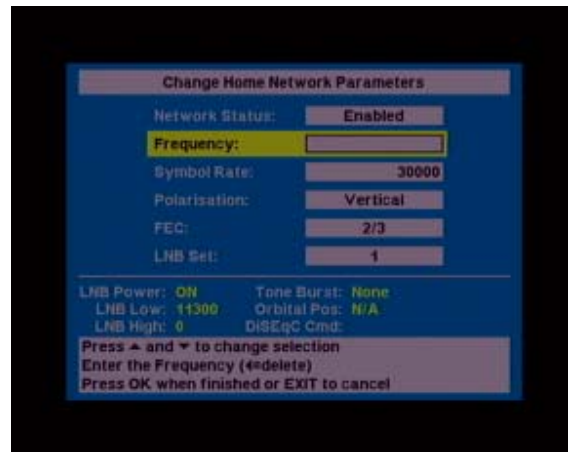 Change Home Network Parameters
Network Status: Enabled
Frequency:
Symbol Rate: 30000
Polarisation: Vertical
FEC: 2/3
LNB Set: 1
LNB Power: ON Tone Burst: None
LNB Low: 11300 Orbital Pos: N/A
LNB High: 0 DiSEqC Cmd:
Press ▲ and ▼ to change selection
Enter the Frequency (⇐delete)
Press OK when finished or EXIT to cancel